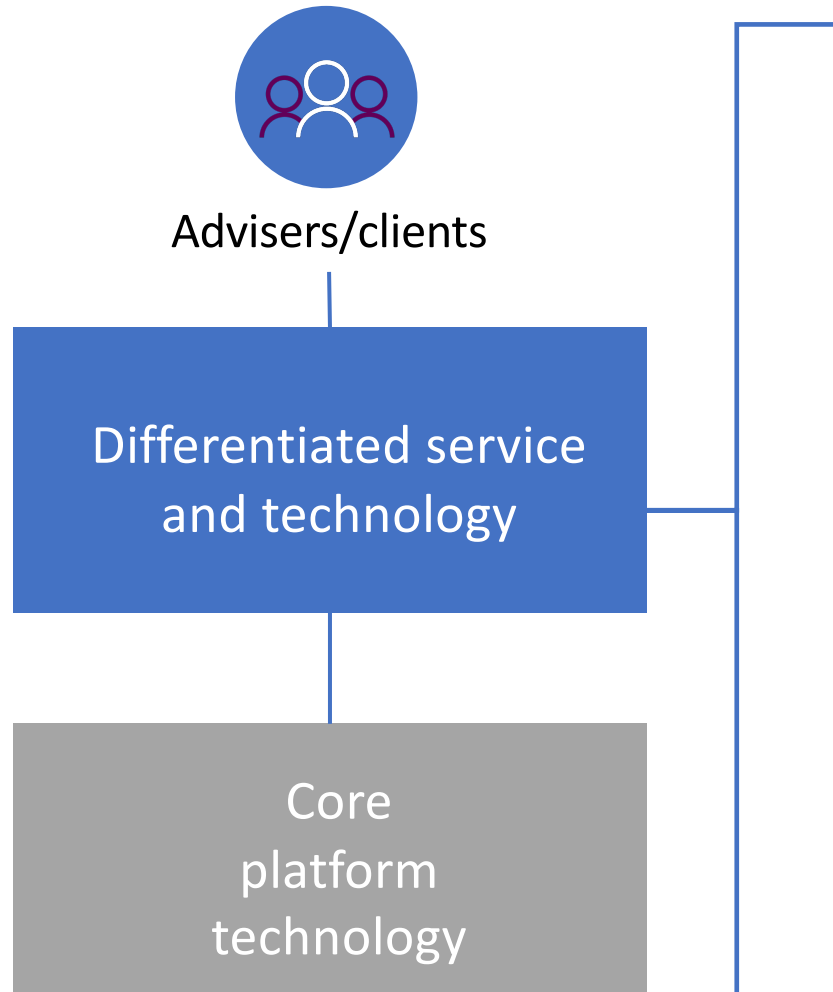 Advisers/clients
Differentiated service
and technology
Core
platform
technology